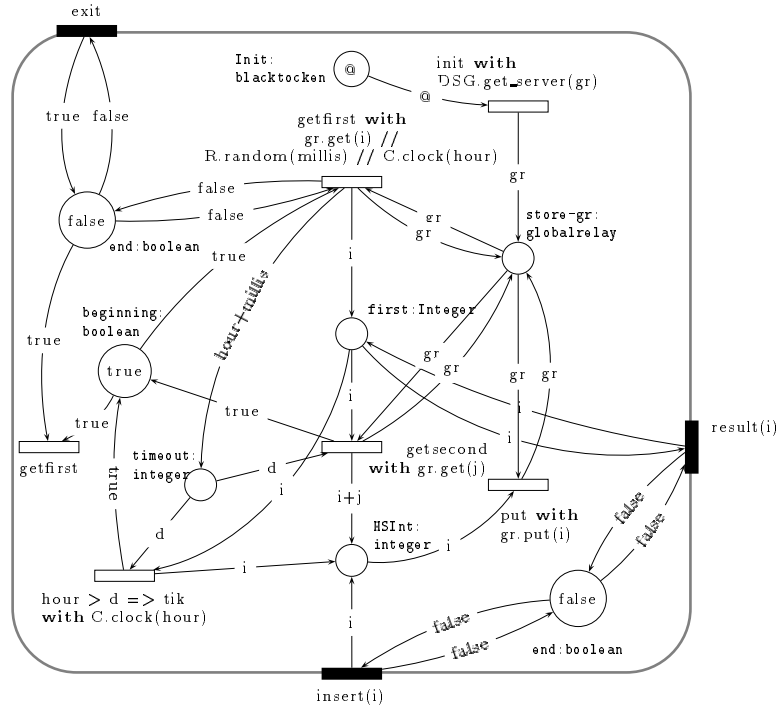 exit
Init:
blacktocken
@
init with
DSG.get_server(gr)
@
true
false
getfirst with
gr.get(i) //
R.random(millis) // C.clock(hour)
gr
false
false
false
end:boolean
gr
gr
store-gr:
globalrelay
true
i
hour+millis
beginning:
boolean
first:Integer
true
true
gr
gr
gr
gr
i
i
true
true
i
result(i)
getfirst
timeout:
integer
d
getsecond
with gr.get(j)
true
i
i+j
d
HSInt:
integer
i
put with
gr.put(i)
false
false
i
hour > d => tik
with C.clock(hour)
false
end:boolean
i
false
false
insert(i)